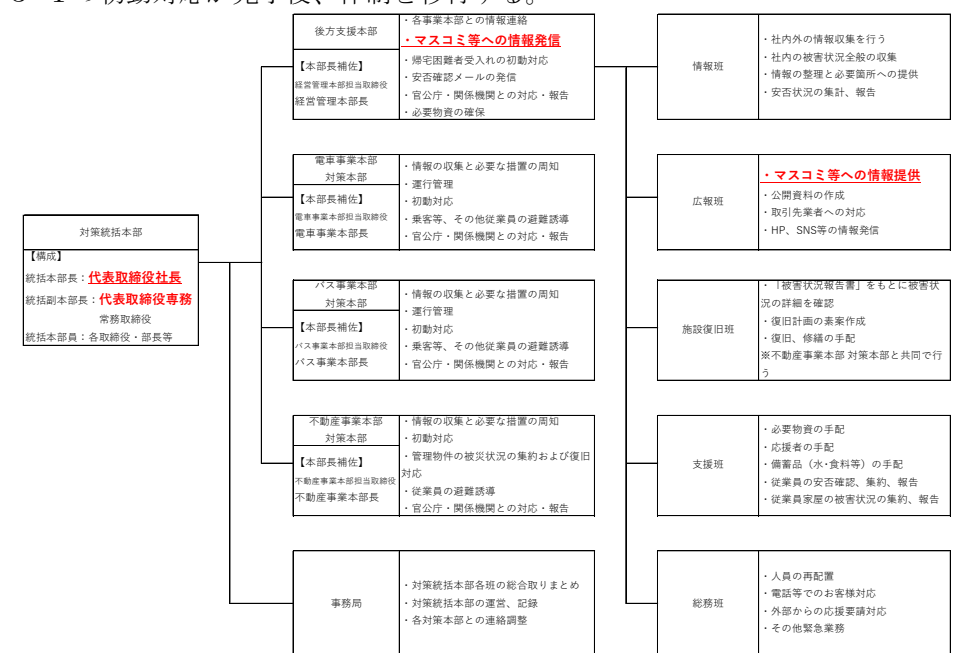 ３－１の初動対応が完了後、体制を移行する。
対策統括本部
【構成】
統括本部長：代表取締役社長
統括副本部長：代表取締役専務
常務取締役
統括本部員：各取締役・部長等
後方支援本部
【本部長補佐】
経営管理本部担当取締役
経営管理本部長
・各事業本部との情報連絡
・マスコミ等への情報発信
・帰宅困難者受入れの初動対応
・安否確認メールの発信
・官公庁・関係機関との対応・報告
・必要物資の確保
電車事業本部
対策本部
【本部長補佐】
電車事業本部担当取締役
電車事業本部長
・情報の収集と必要な措置の周知
・運行管理
・初動対応
・乗客等、その他従業員の避難誘導
・官公庁・関係機関との対応・報告
バス事業本部
対策本部
【本部長補佐】
バス事業本部担当取締役
バス事業本部長
・情報の収集と必要な措置の周知
・運行管理
・初動対応
・乗客等、その他従業員の避難誘導
・官公庁・関係機関との対応・報告
不動産事業本部
対策本部
【本部長補佐】
不動産事業本部担当取締役
不動産事業本部長
・情報の収集と必要な措置の周知
・初動対応
・管理物件の被災状況の集約および復旧
対応
・従業員の避難誘導
・官公庁・関係機関との対応・報告
事務局
・対策統括本部各班の総合取りまとめ
・対策統括本部の運営、記録
・各対策本部との連絡調整
情報班
・社内外の情報収集を行う
・社内の被害状況全般の収集
・情報の整理と必要箇所への提供
・安否状況の集計、報告
広報班
・マスコミ等への情報提供
・公開資料の作成
・取引先業者への対応
・HP、SNS等の情報発信
施設復旧班
・「被害状況報告書」をもとに被害状
況の詳細を確認
・復旧計画の素案作成
・復旧、修繕の手配
※不動産事業本部 対策本部と共同で行
う
支援班
・必要物資の手配
・応援者の手配
・備蓄品（水・食料等）の手配
・従業員の安否確認、集約、報告
・従業員家屋の被害状況の集約、報告
総務班
・人員の再配置
・電話等でのお客様対応
・外部からの応援要請対応
・その他緊急業務